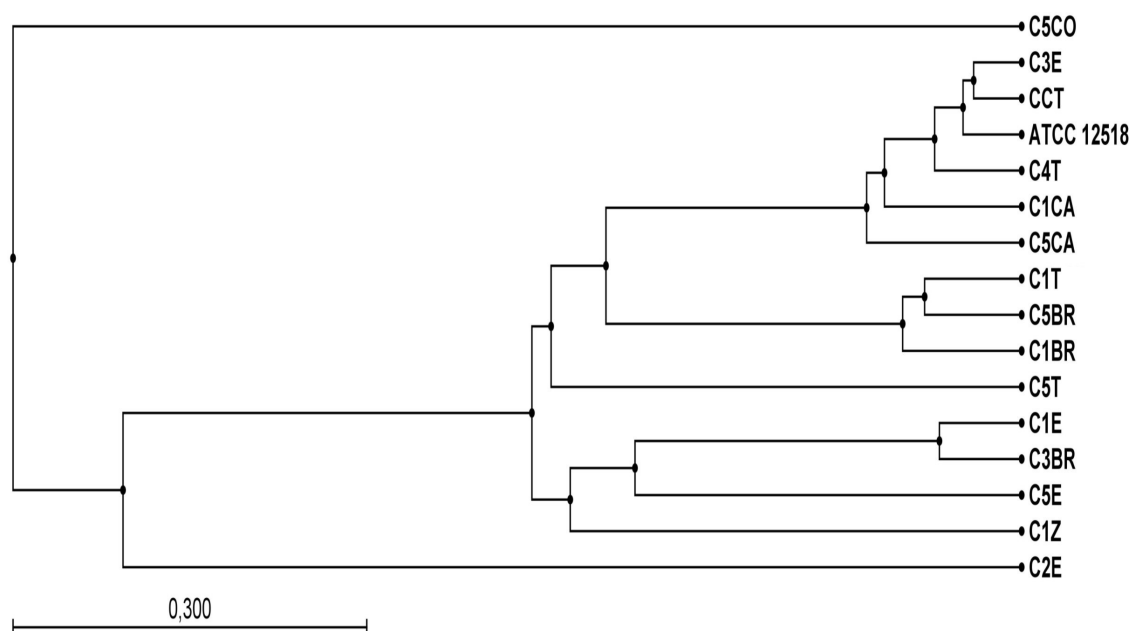 C5CO
C3E
CCT
ATCC 12518
C4T
C1CA
C5CA
C1T
C5BR
C1BR
C5T
C1E
C3BR
C5E
C1Z
C2E
0,300